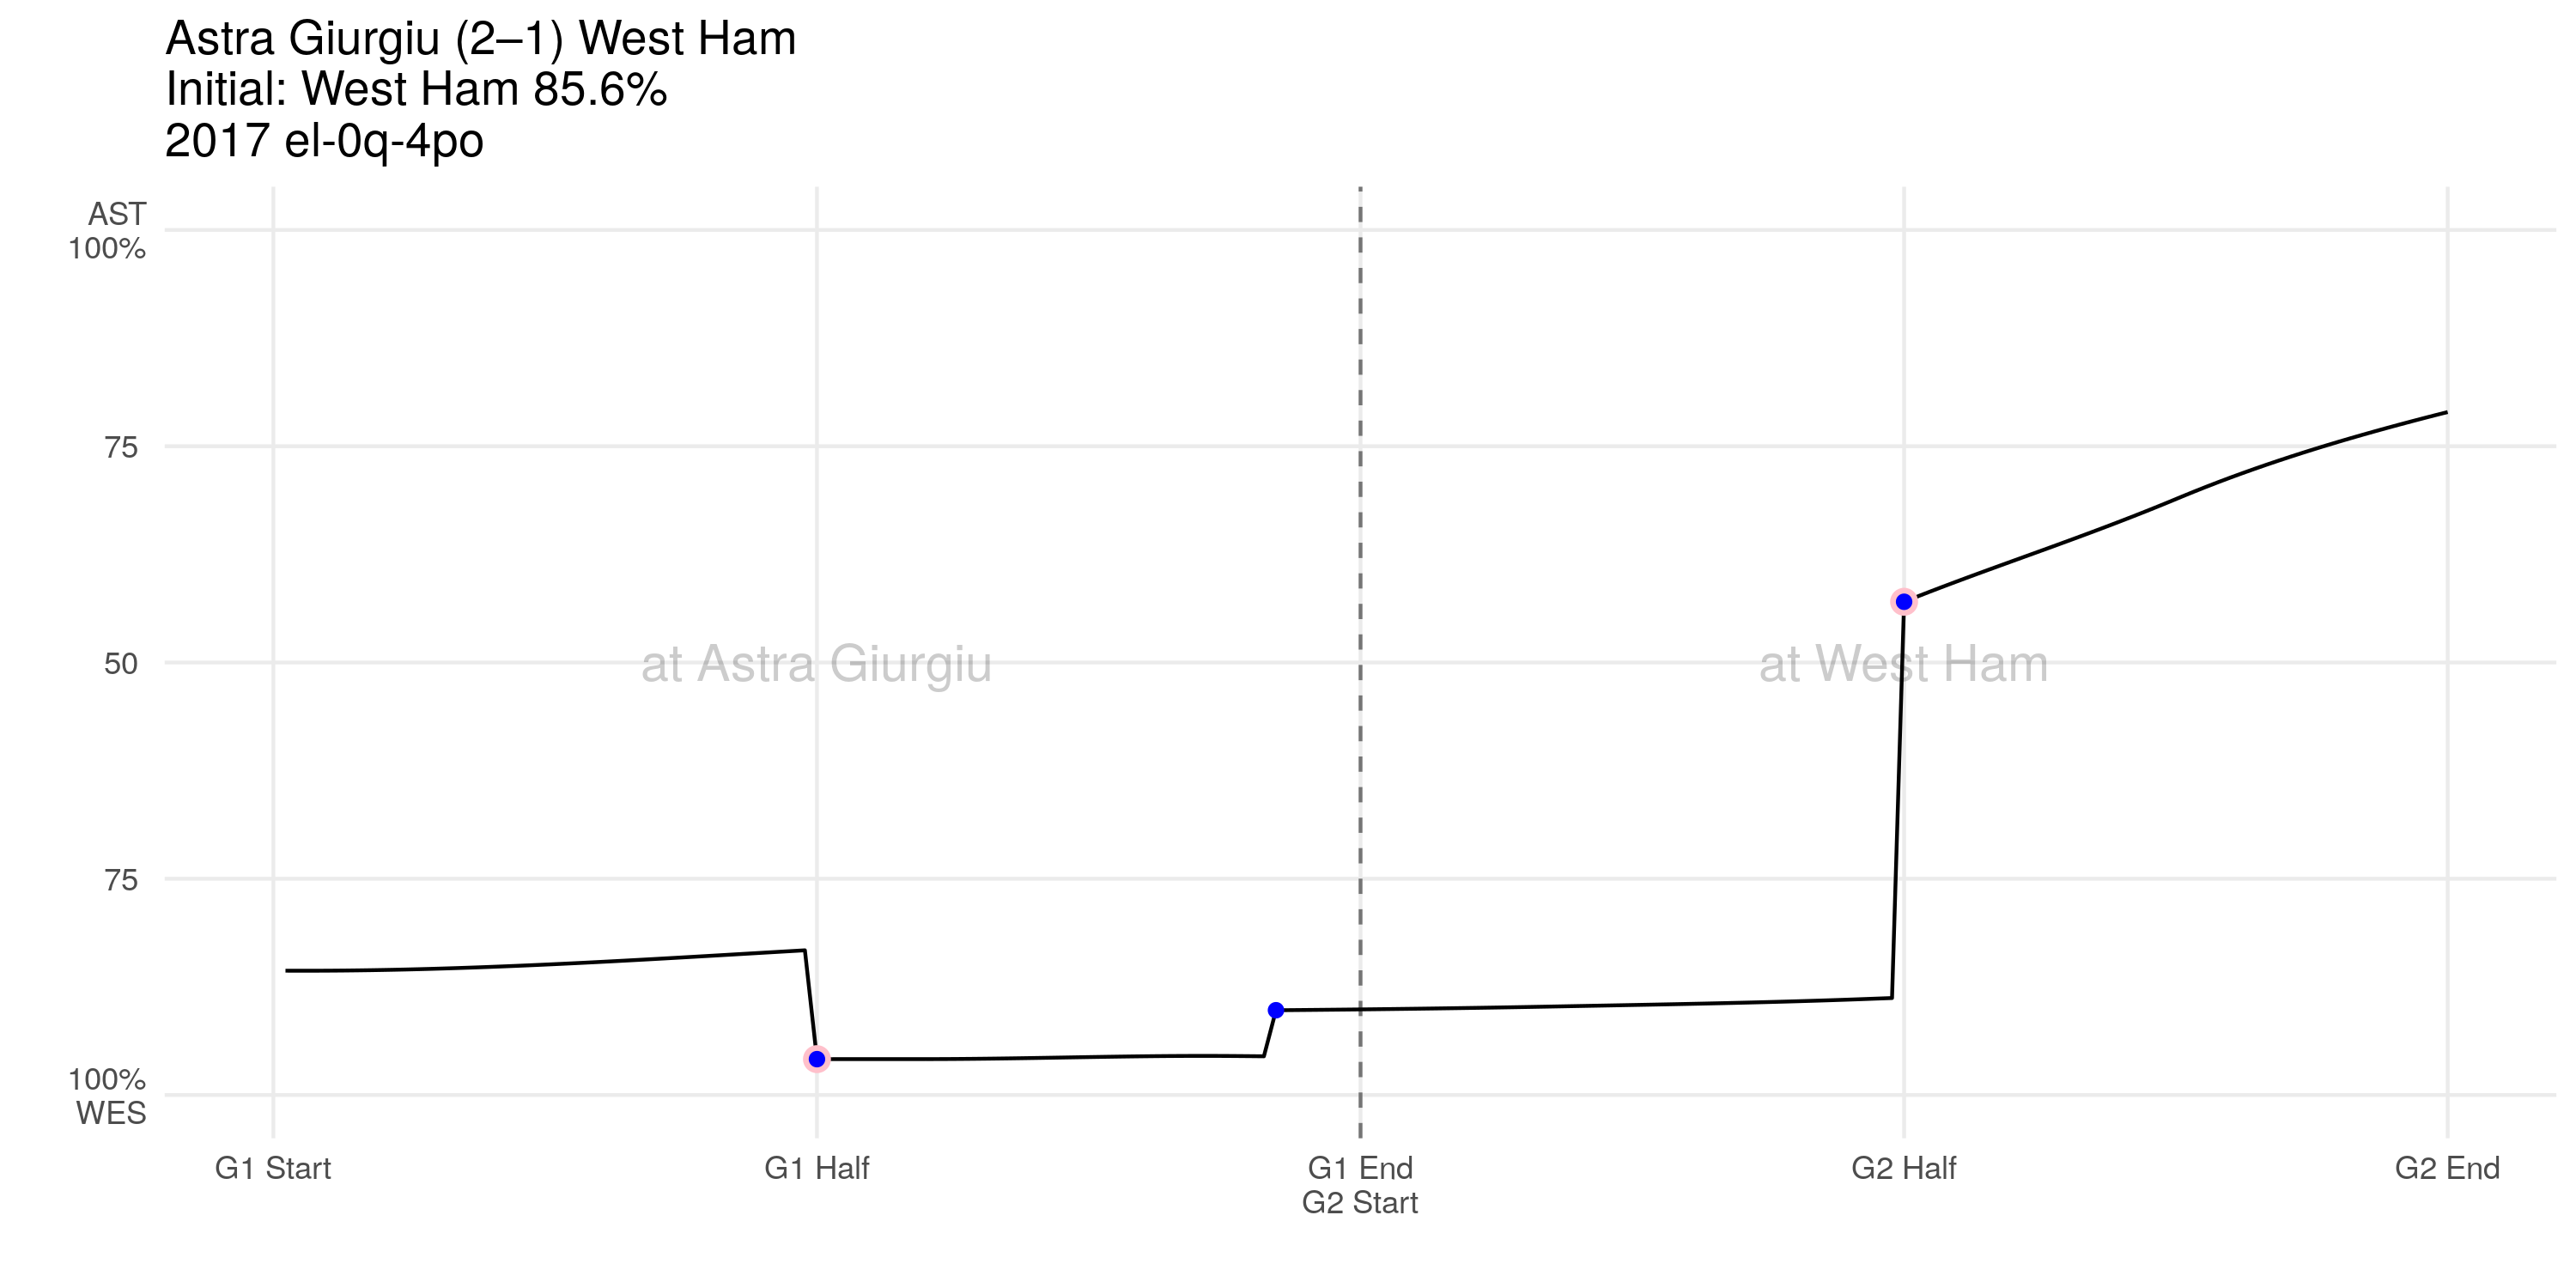 Astra Giurgiu (2–1) West Ham
Initial: West Ham 85.6%
2017 el-0q-4po
AST
100%
75
50
at Astra Giurgiu
at West Ham
75
100%
WES
G1 Start
G1 Half
G1 End
G2 Start
G2 Half
G2 End